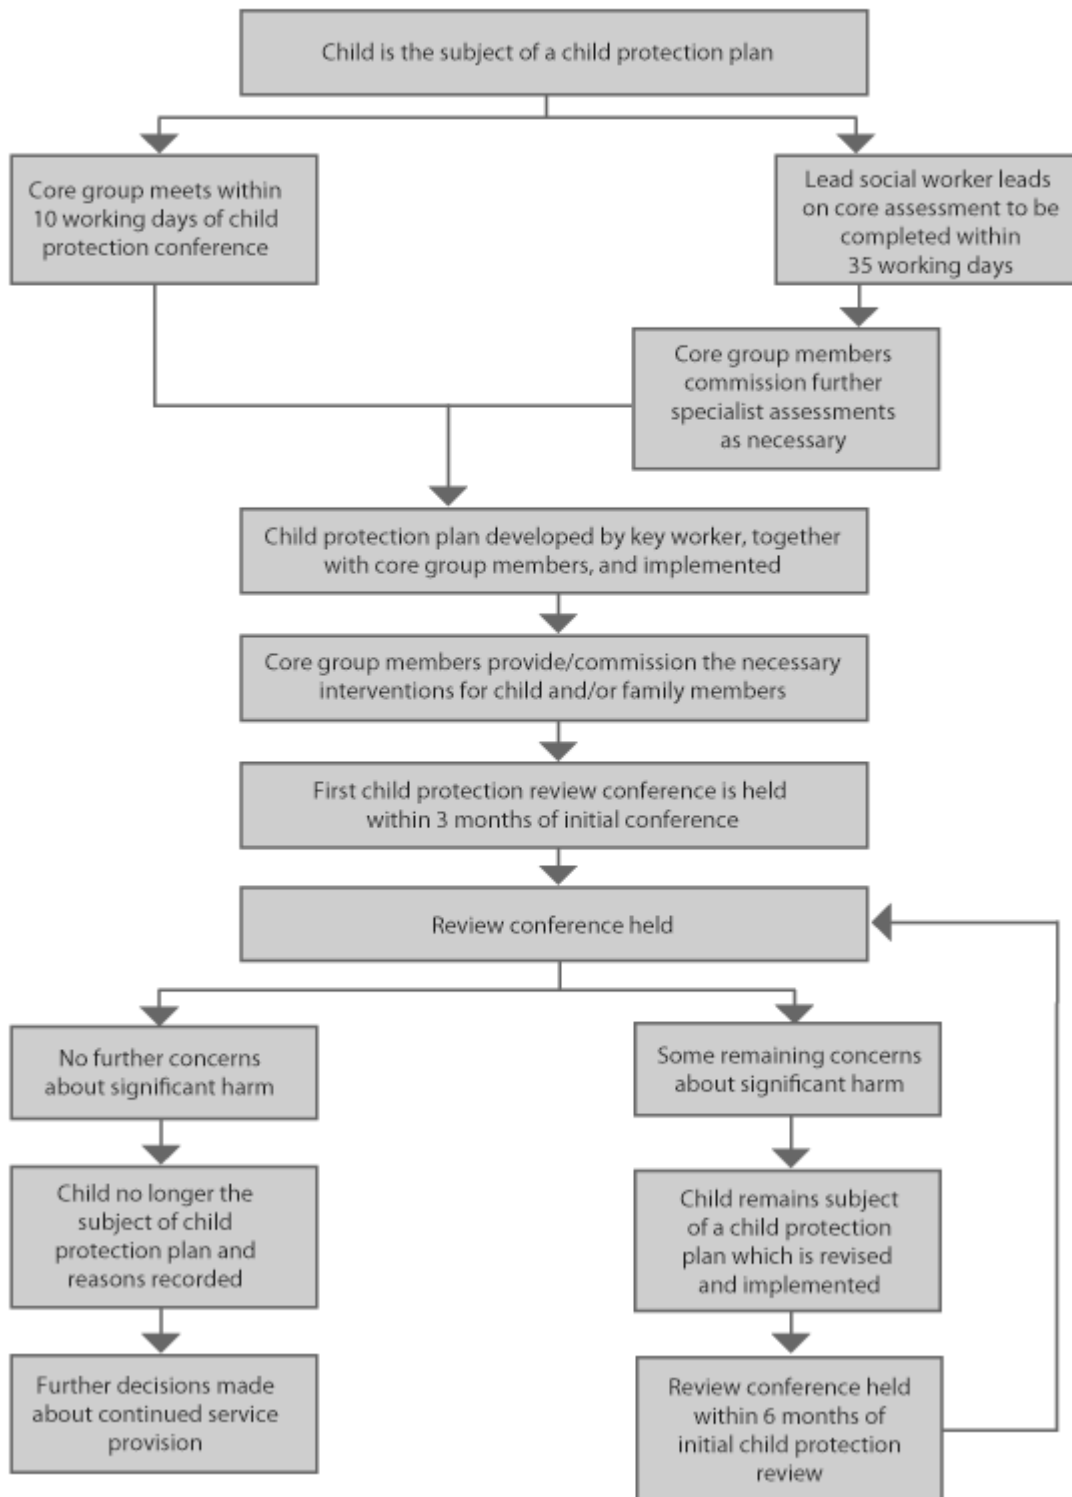 Child is the subject of a child protection plan
Core group meets within
10 working days of child
protection conference
Lead social worker leads
on core assessment to be
completed within
35 working days
Core group members
commission further
specialist assessments
as necessary
Child protection plan developed by key worker, together
with core group members, and implemented
Core group members provide/commission the necessary
interventions for child and/or family members
First child protection review conference is held
within 3 months of initial conference
Review conference held
No further concerns
about significant harm
Some remaining concerns
about significant harm
Child no longer the
subject of child
protection plan and
reasons recorded
Child remains subject
of a child protection
plan which is revised
and implemented
Further decisions made
about continued service
provision
Review conference held
within 6 months of
initial child protection
review